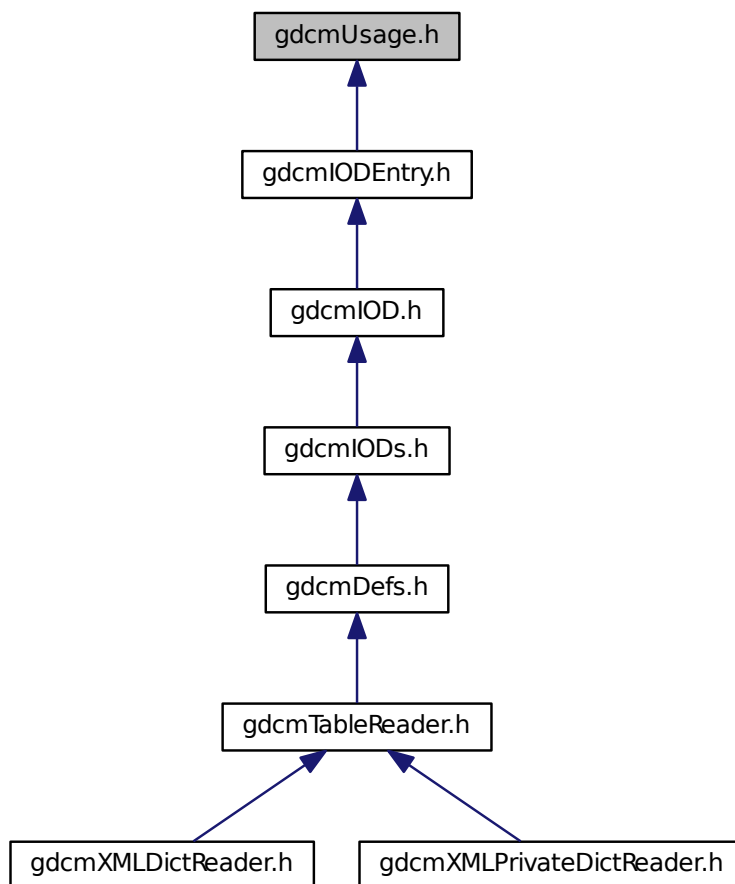 gdcmUsage.h
gdcmIODEntry.h
gdcmIOD.h
gdcmIODs.h
gdcmDefs.h
gdcmTableReader.h
gdcmXMLDictReader.h
gdcmXMLPrivateDictReader.h